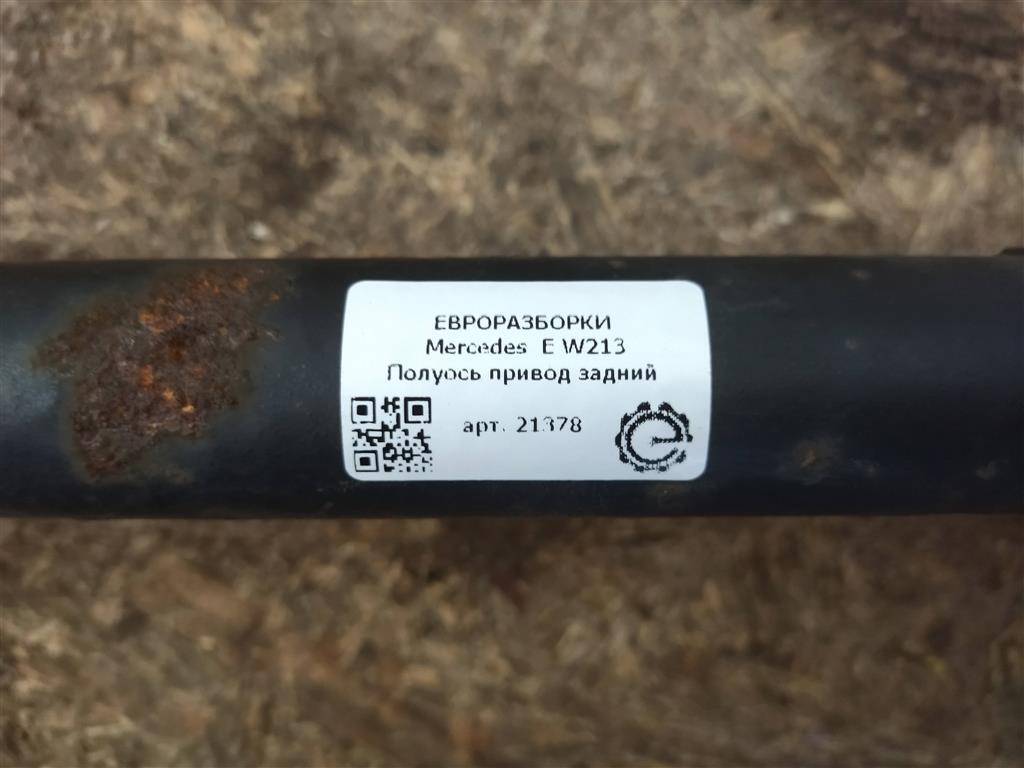 ЕВРОРАЗБОРКИ
Mercedes E W213
Полуось привод задний
арт. 21378